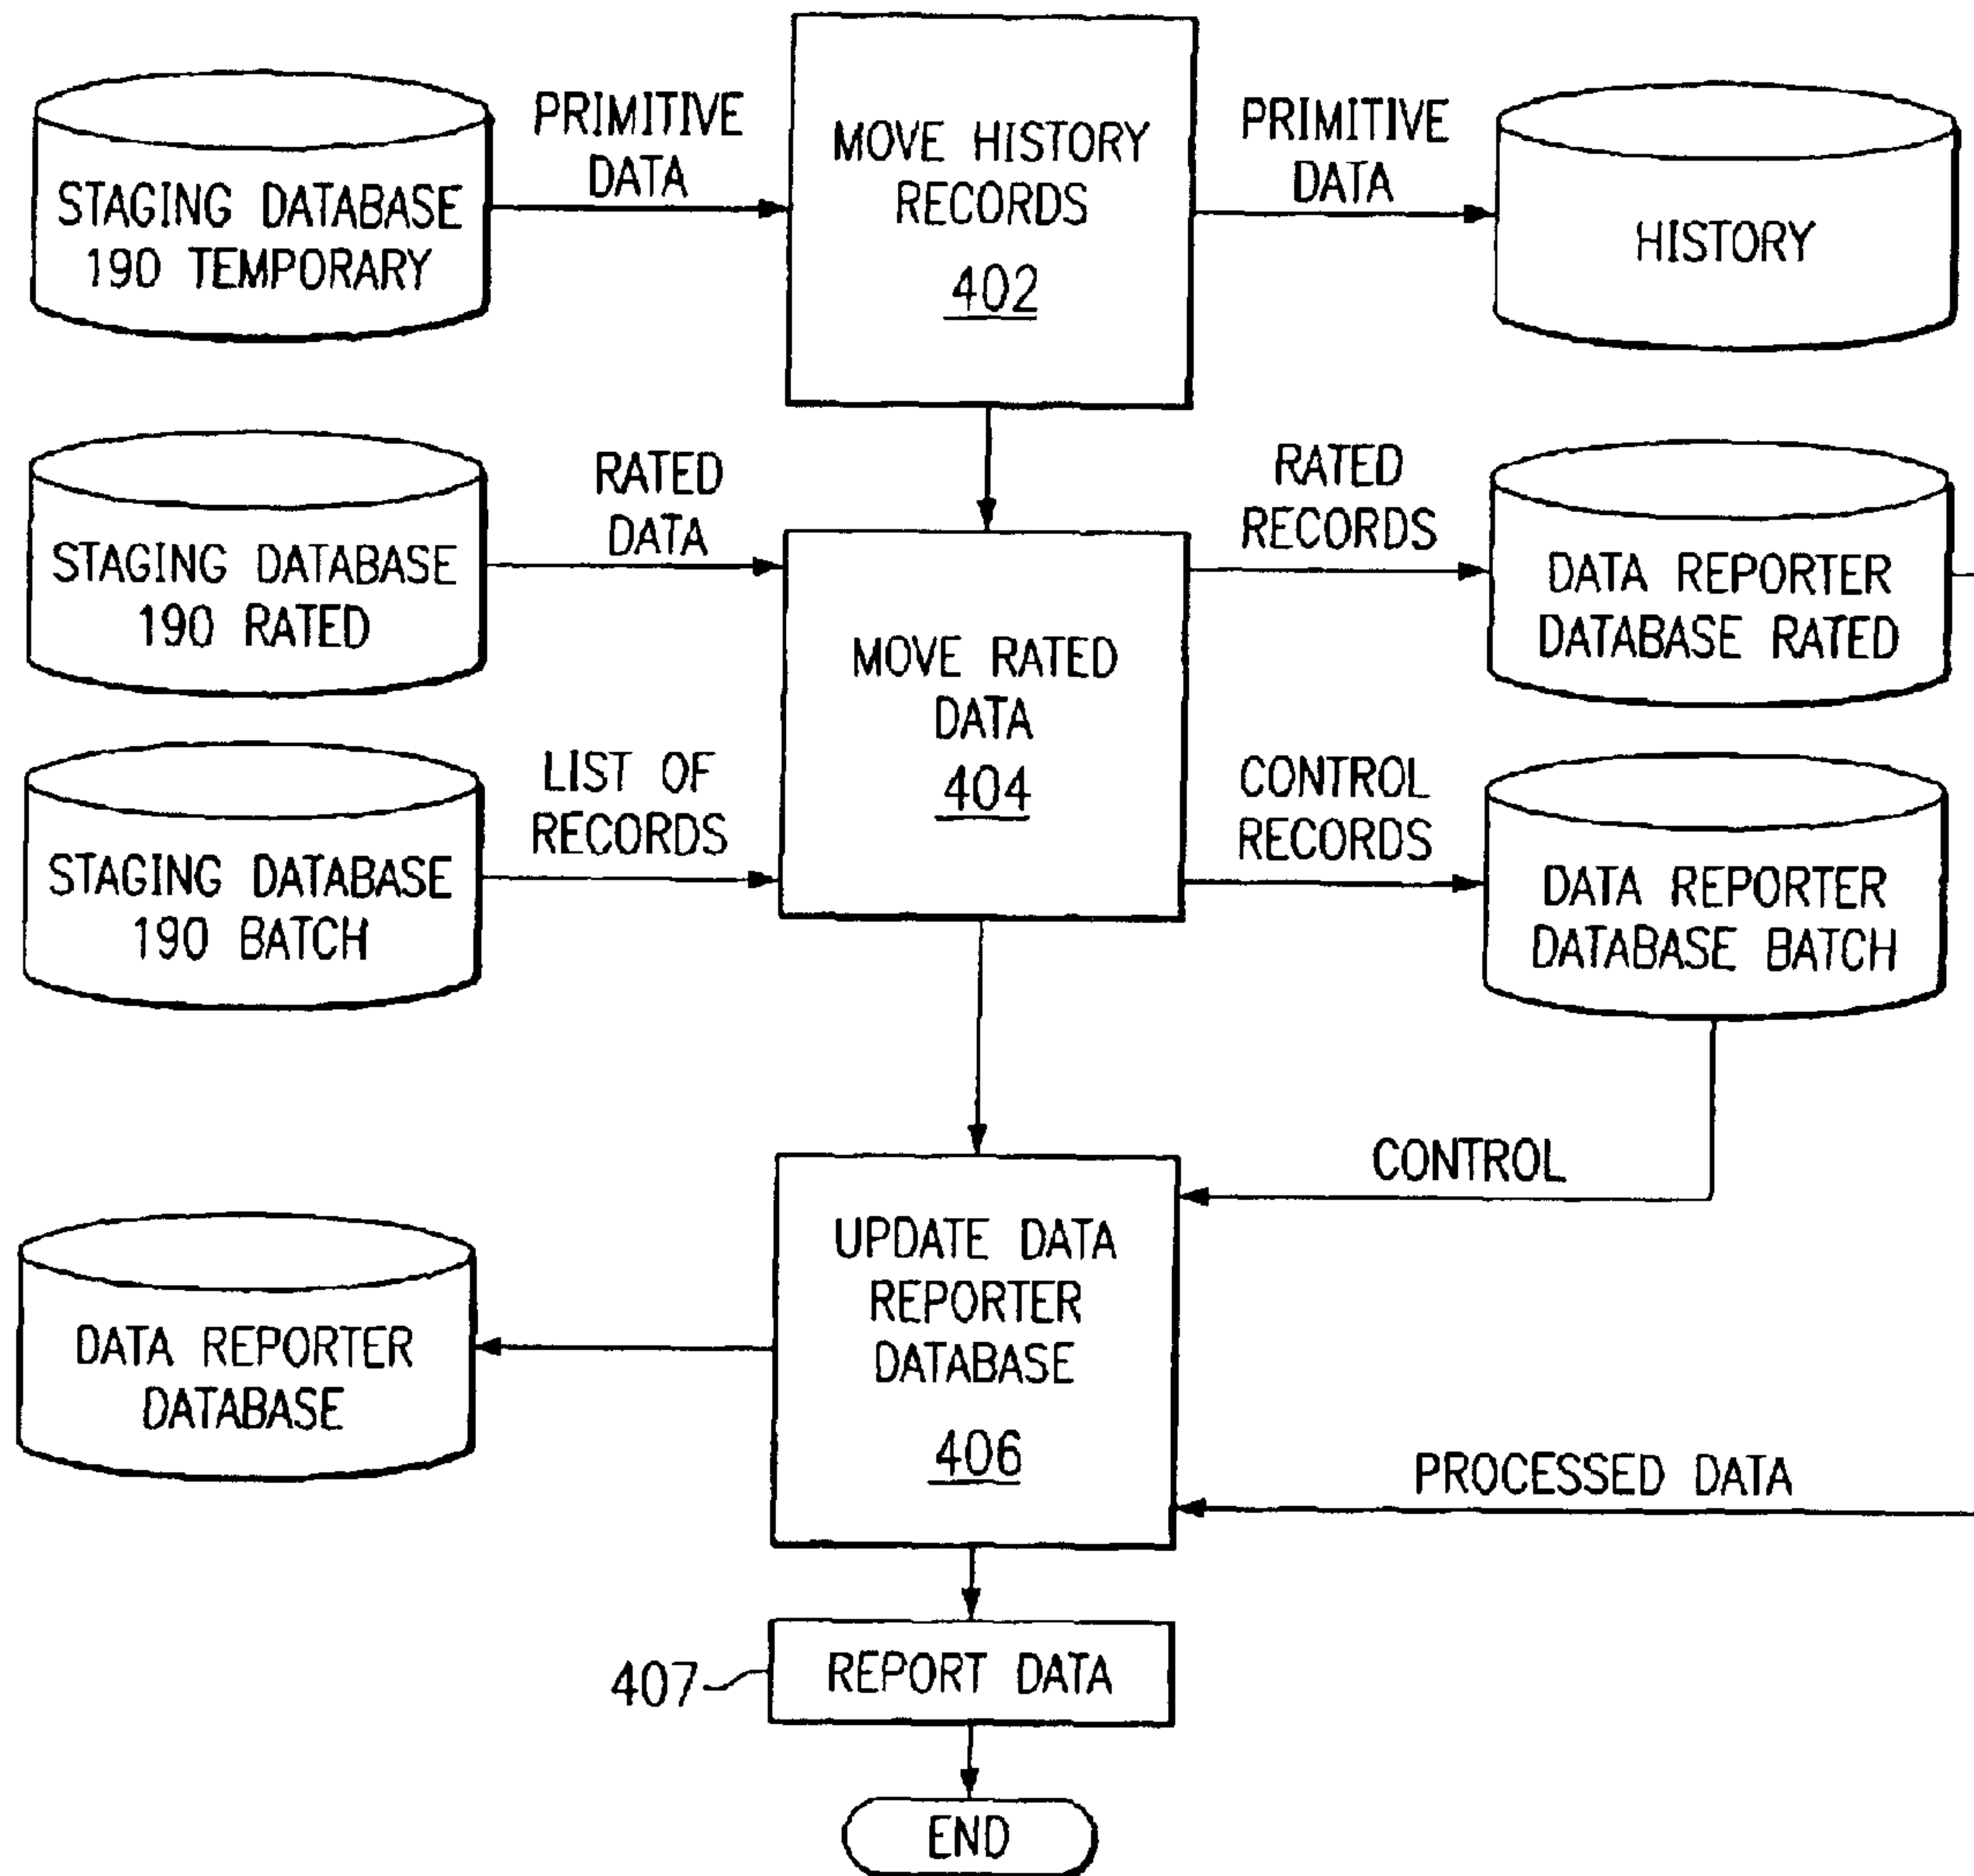 PRIMITIVE
DATA
MOVE HISTORY
RECORDS
402
PRIMITIVE
DATA
STAGING DATABASE
190 TEMPORARY
HISTORY
RATED
DATA
RATED
RECORDS
STAGING DATABASE
190 RATED
MOVE RATED
DATA
404
DATA REPORTER
DATABASE RATED
LIST OF
RECORDS
CONTROL
RECORDS
STAGING DATABASE
190 BATCH
DATA REPORTER
DATABASE BATCH
CONTROL
UPDATE DATA
REPORTER
DATABASE
406
DATA REPORTER
DATABASE
PROCESSED DATA
407
REPORT DATA
END